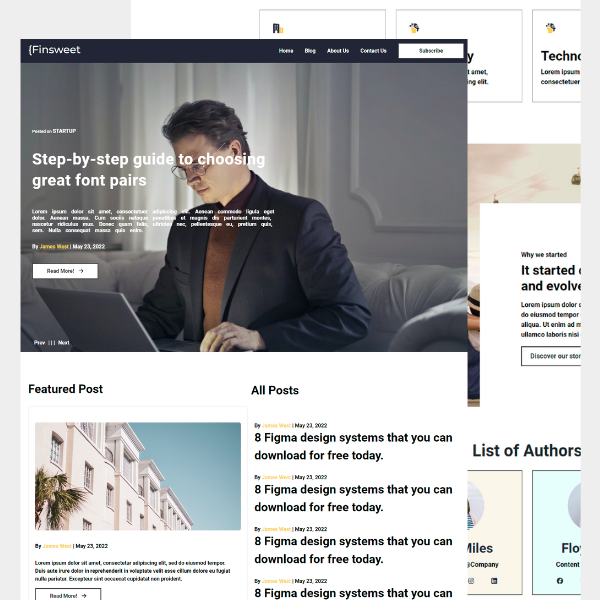 {Finsweet
Home Blog About Us Contact Us Subscribe
Posted on STARTUP
Step-by-step guide to choosing
great font pairs
Lorem ipsum dolor sit amet, consectetuer adipiscing elit. Aenean commodo ligula eget
dolor. Aenean massa. Cum sociis natoque penatibus et magnis dis parturient montes,
nascetur ridiculus mus. Donec quam felis, ultricies nec, pellentesque eu, pretium quis,
sem. Nulla consequat massa quis enim.
By James West | May 23, 2022
Read More! →
Prev ||| Next
Featured Post
By James West | May 23, 2022
Lorem ipsum dolor sit amet, consectetur adipiscing elit, sed do eiusmod tempor.
Duis aute irure dolor in reprehenderit in voluptate velit esse cillum dolore eu fugiat
nulla pariatur. Excepteur sint occaecat cupidatat non proident.
Read More! →
All Posts
By James West | May 23, 2022
8 Figma design systems that you can
download for free today.
By James West | May 23, 2022
8 Figma design systems that you can
download for free today.
By James West | May 23, 2022
8 Figma design systems that you can
download for free today.
By James West | May 23, 2022
8 Figma design systems that you can
y
t amet,
ng elit.
Techno
Lorem ipsum
consectetuer
Why we started
It started
and evolve
Lorem ipsum dolor
do eiusmod tempor
aliqua. Ut enim ad m
ullamco laboris nisi
Discover our stor
List of Authors
Miles
@Company
Floy
Content